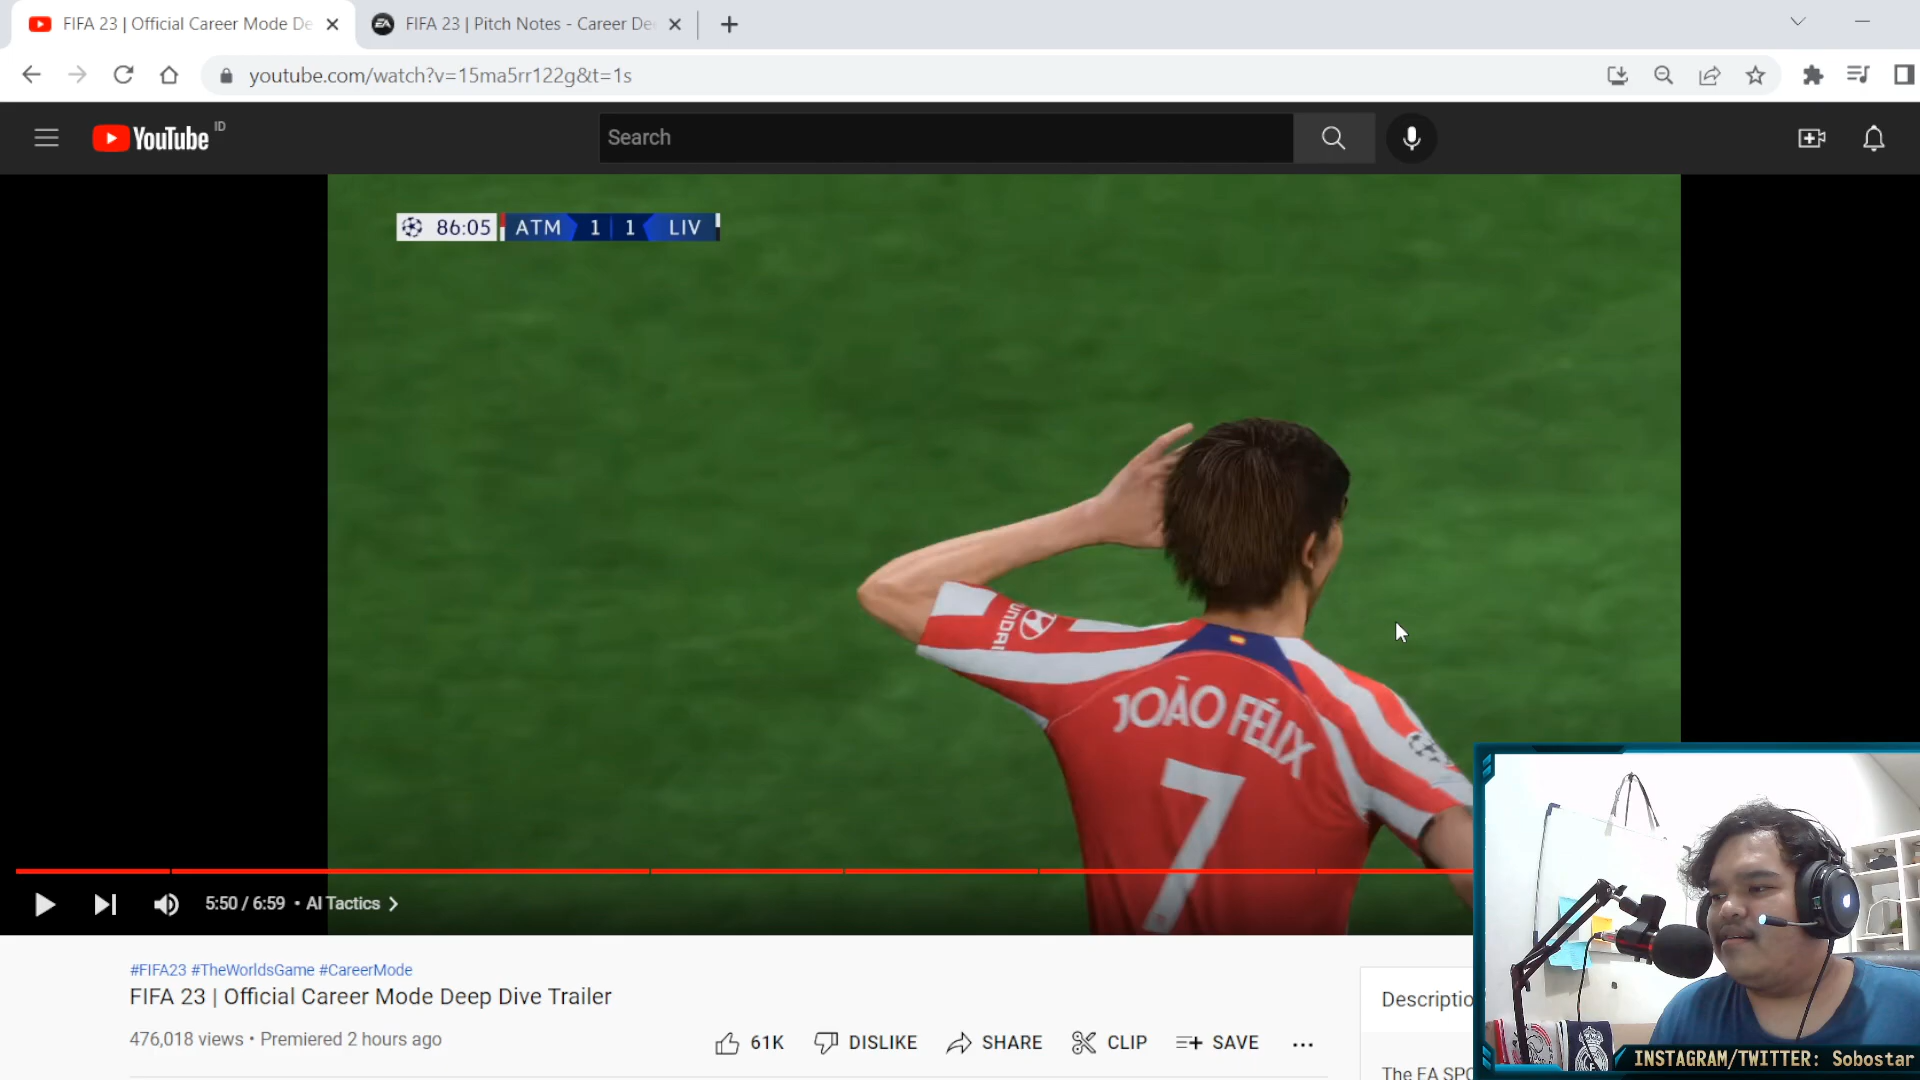 FIFA 23 | Official Career Mode De
FIFA 23 | Pitch Notes - Career De
youtube.com/watch?v=15ma5rr122g&t=1s
YouTube ID
Search
86:05 ATM 1 1 LIV
HYUNDAI
JOÃO FÉLIX
7
5:50 / 6:59 • AI Tactics
#FIFA23 #TheWorldsGame #CareerMode
FIFA 23 | Official Career Mode Deep Dive Trailer
476,018 views • Premiered 2 hours ago
61K DISLIKE SHARE CLIP SAVE
Descriptio
The EA SPO
INSTAGRAM/TWITTER: Sobostar